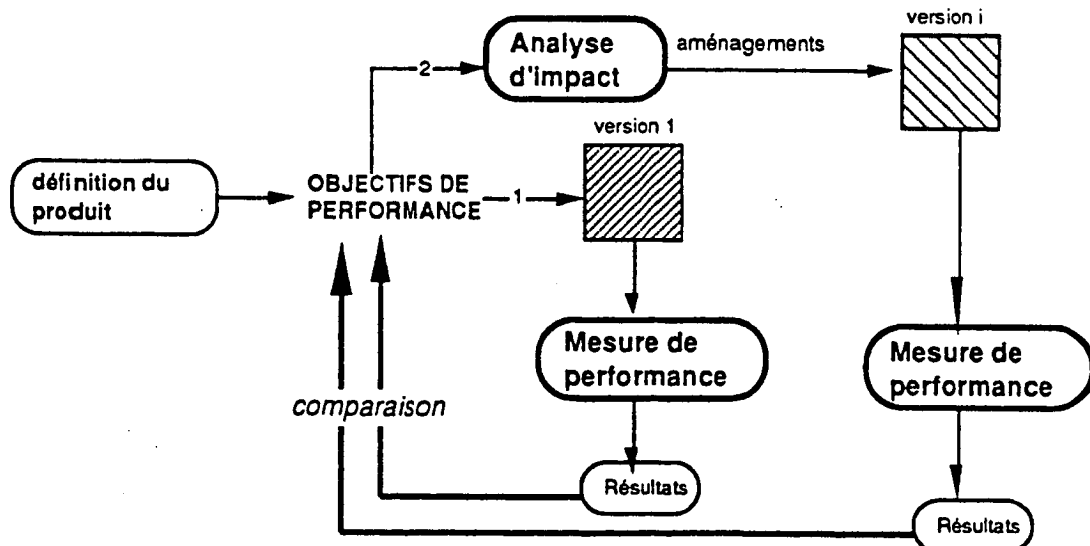 version i
Analyse
d'impact
aménagements
2
version 1
définition du
produit
OBJECTIFS DE
PERFORMANCE
1
Mesure de
performance
Mesure de
performance
comparaison
Résultats
Résultats